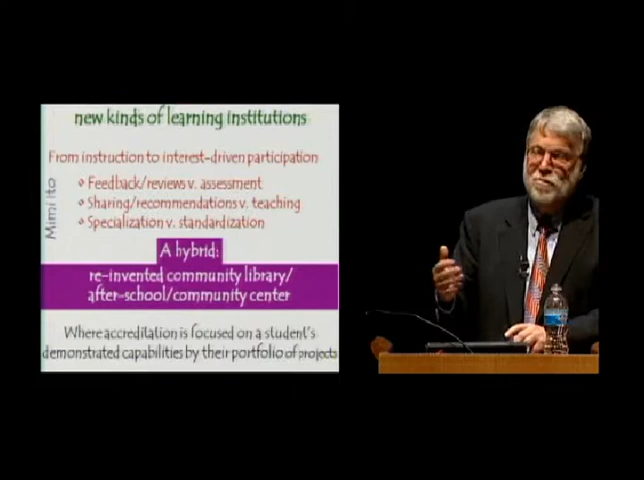 new kinds of learning institutions
From instruction to interest-driven participation
Mimi Ito
Feedback/reviews v. assessment
Sharing/recommendations v. teaching
Specialization v. standardization
A hybrid:
re-invented community library/
after-school/community center
Where accreditation is focused on a student's
demonstrated capabilities by their portfolio of projects